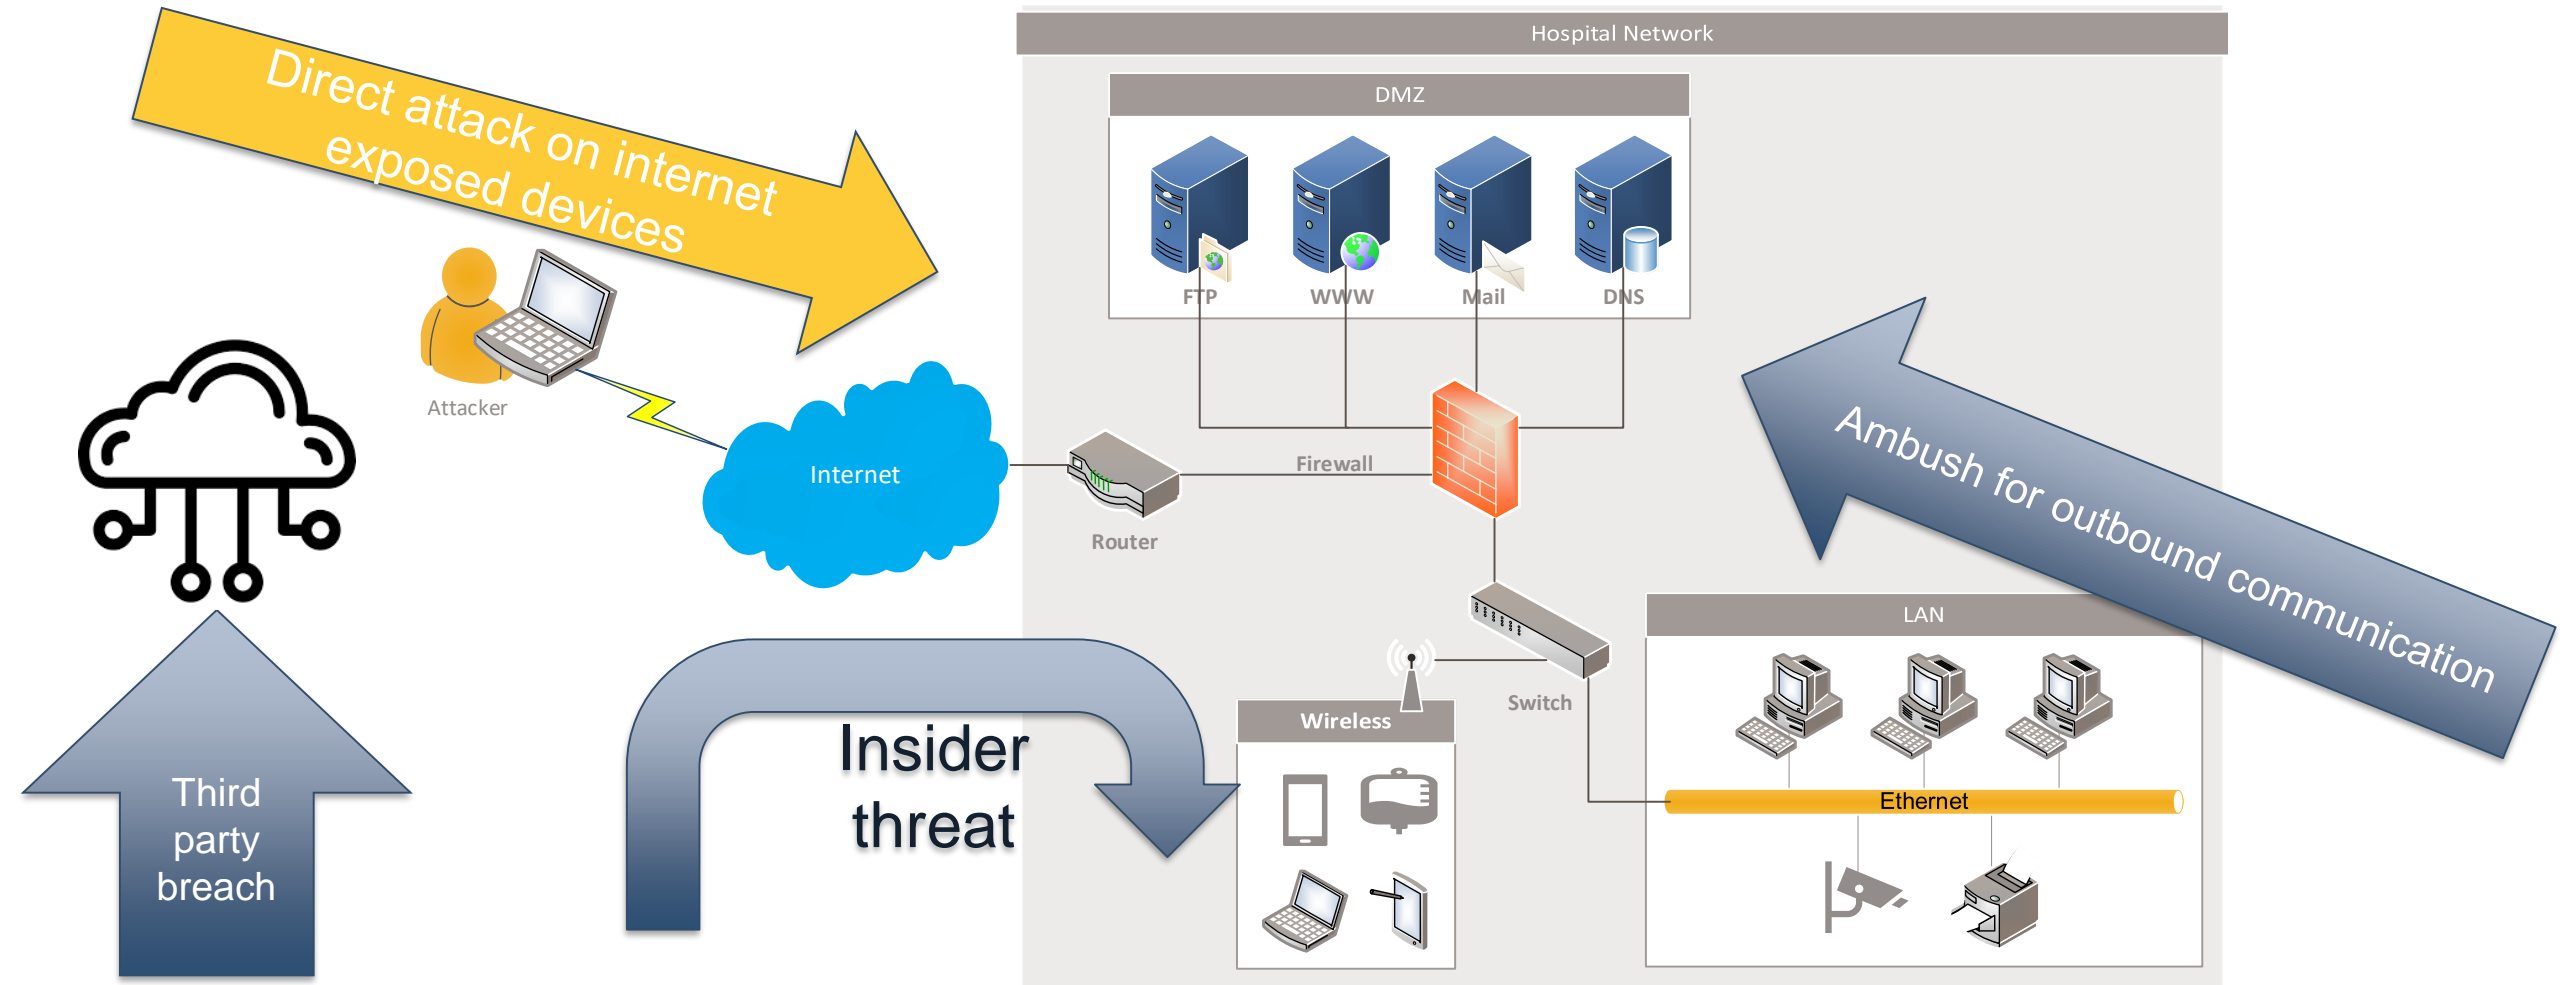 Hospital Network
Direct attack on internet
exposed devices
DMZ
FTP
WWW
Mail
DNS
Attacker
Internet
Firewall
Router
Ambush for outbound communication
LAN
Switch
Wireless
Insider
threat
Third
party
breach
Ethernet